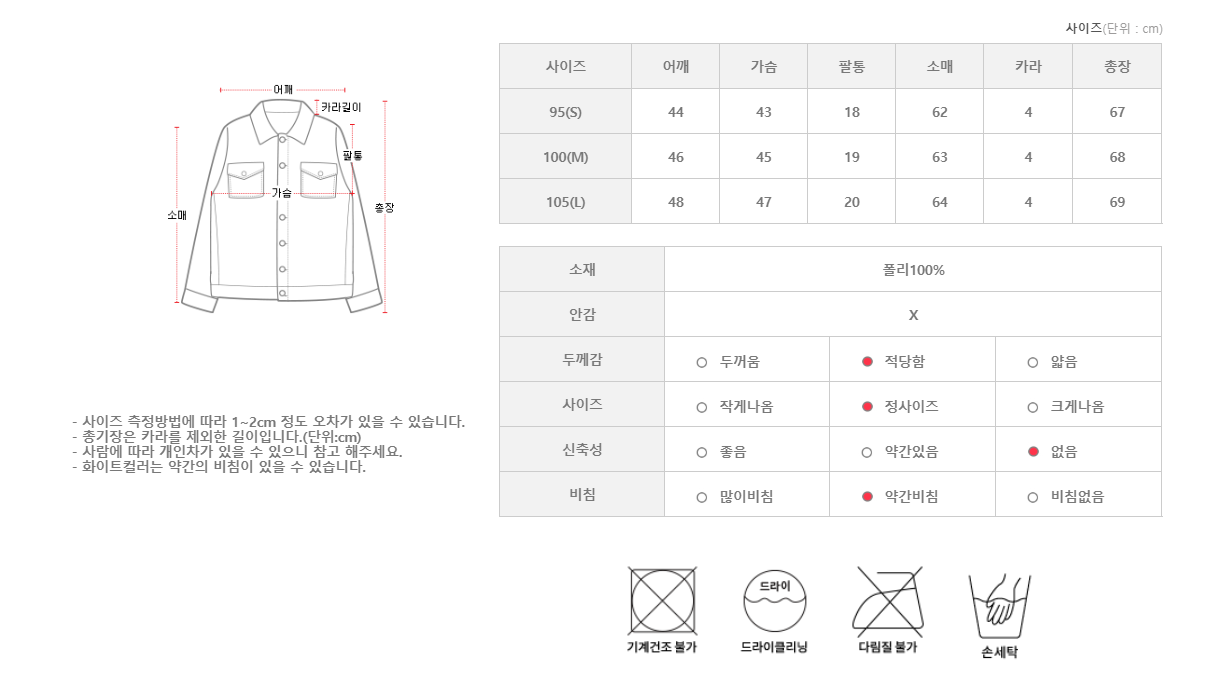 사이즈(단위 : cm)
사이즈 어깨 가슴 팔통 소매 카라 총장
95(S) 44 43 18 62 4 67
100(M) 46 45 19 63 4 68
105(L) 48 47 20 64 4 69
어깨
카라길이
팔통
가슴
소매
총장
소재 폴리100%
안감 X
두께감 두꺼움 적당함 얇음
사이즈 작게나옴 정사이즈 크게나옴
신축성 좋음 약간있음 없음
비침 많이비침 약간비침 비침없음
- 사이즈 측정방법에 따라 1~2cm 정도 오차가 있을 수 있습니다.
- 총기장은 카라를 제외한 길이입니다.(단위:cm)
- 사람에 따라 개인차가 있을 수 있으니 참고 해주세요.
- 화이트컬러는 약간의 비침이 있을 수 있습니다.
드라이
기계건조 불가 드라이클리닝 다림질 불가 손세탁